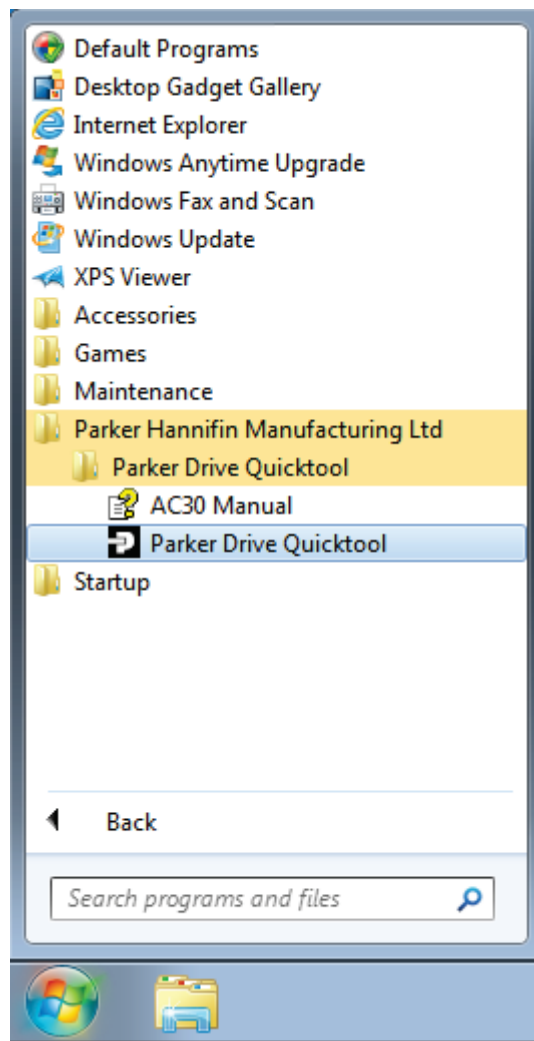 Default Programs
Desktop Gadget Gallery
Internet Explorer
Windows Anytime Upgrade
Windows Fax and Scan
Windows Update
XPS Viewer
Accessories
Games
Maintenance
Parker Hannifin Manufacturing Ltd
Parker Drive Quicktool
AC30 Manual
Parker Drive Quicktool
Startup
Back
Search programs and files